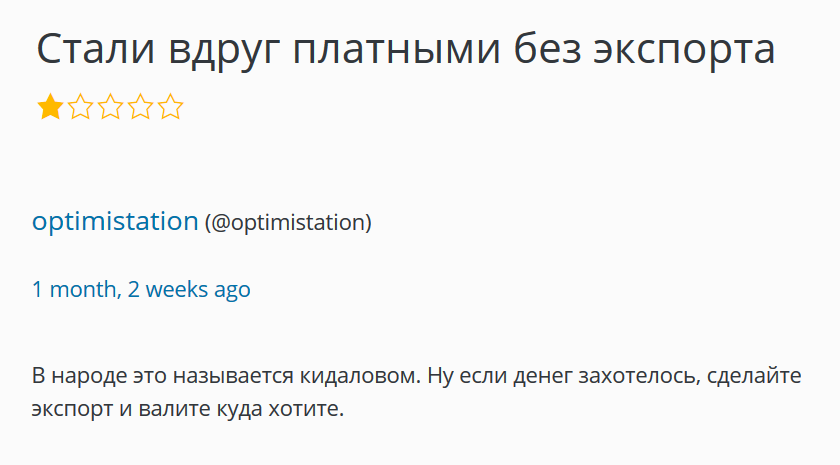 Стали вдруг платными без экспорта
optimistation (@optimistation)
1 month, 2 weeks ago
В народе это называется кидаловом. Ну если денег захотелось, сделайте
экспорт и валите куда хотите.